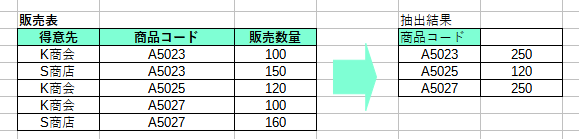 販売表
得意先 商品コード 販売数量
K商会 A5023 100
S商店 A5023 150
K商会 A5025 120
K商会 A5027 100
S商店 A5027 160
抽出結果
商品コード
A5023 250
A5025 120
A5027 250